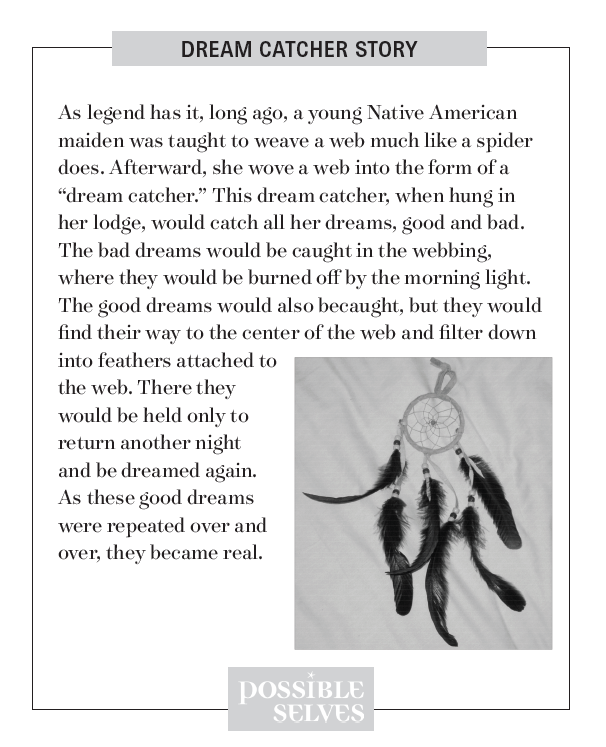 DREAM CATCHER STORY
As legend has it, long ago, a young Native American
maiden was taught to weave a web much like a spider
does. Afterward, she wove a web into the form of a
“dream catcher.” This dream catcher, when hung in
her lodge, would catch all her dreams, good and bad.
The bad dreams would be caught in the webbing,
where they would be burned off by the morning light.
The good dreams would also becaught, but they would
find their way to the center of the web and filter down
into feathers attached to
the web. There they
would be held only to
return another night
and be dreamed again.
As these good dreams
were repeated over and
over, they became real.
POSSIBLE
SELVES